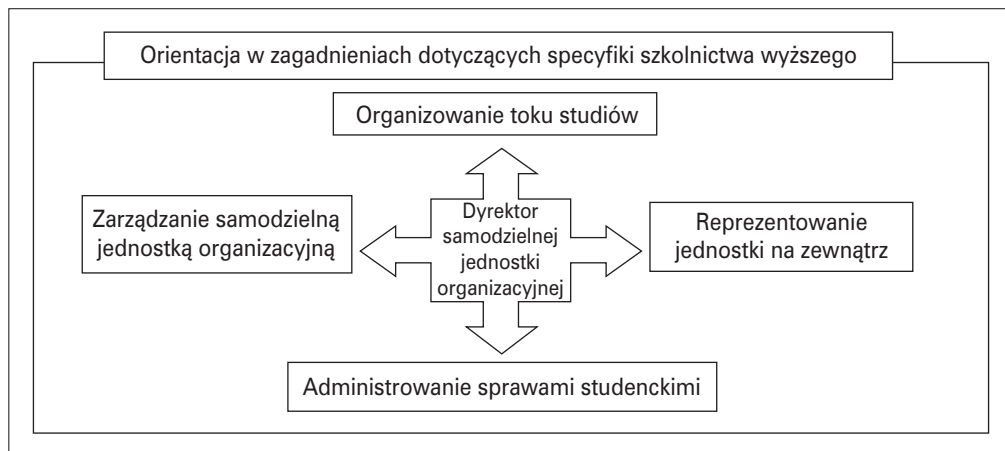 Orientacja w zagadnieniach dotyczących specyfiki szkolnictwa wyższego
Organizowanie toku studiów
Zarządzanie samodzielną
jednostką organizacyjną
Dyrektor
samodzielnej
jednostki
organizacyjnej
Reprezentowanie
jednostki na zewnątrz
Administrowanie sprawami studenckimi